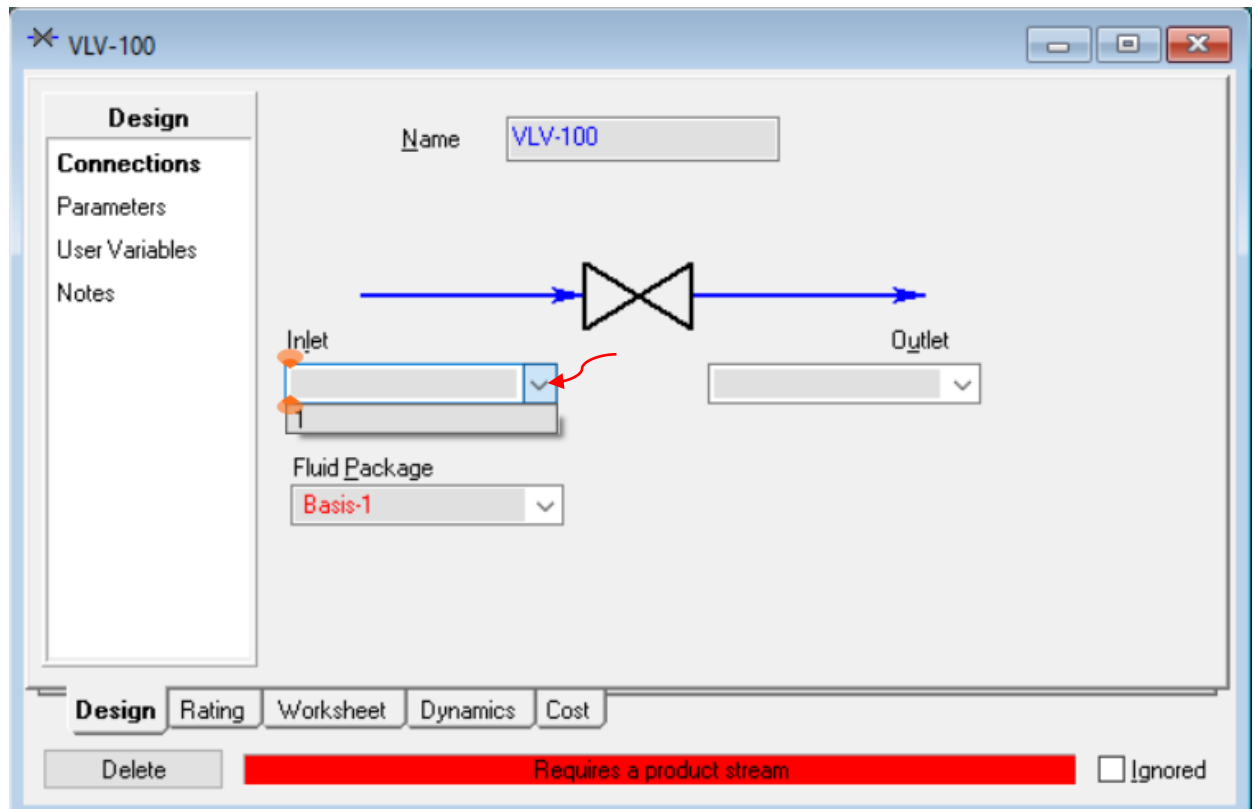 VLV-100
Design
Connections
Parameters
User Variables
Notes
Name VLV-100
Inlet
Outlet
1
Fluid Package
Basis-1
Design Rating Worksheet Dynamics Cost
Delete Requires a product stream Ignored